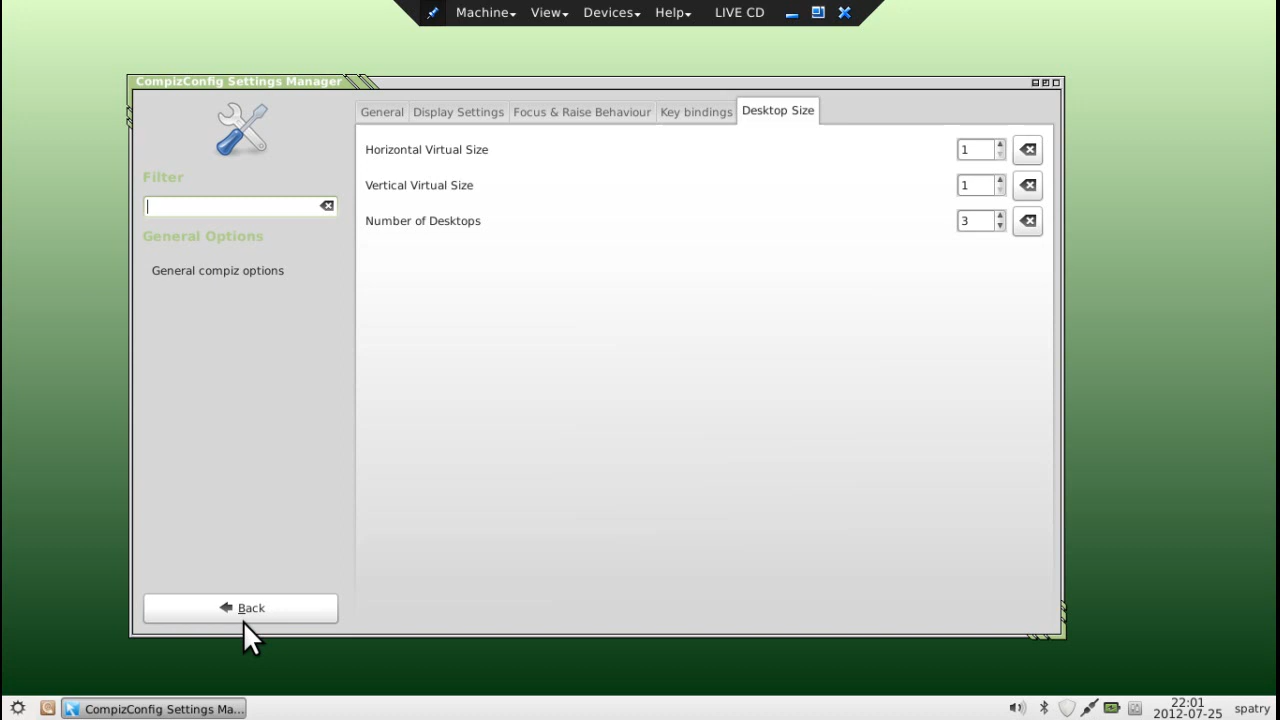 Machine View Devices Help LIVE CD
CompizConfig Settings Manager
General Display Settings Focus & Raise Behaviour Key bindings Desktop Size
Filter
General Options
General compiz options
Horizontal Virtual Size 1
Vertical Virtual Size 1
Number of Desktops 3
Back
CompizConfig Settings Ma...
22:01
2012-07-25
spatry